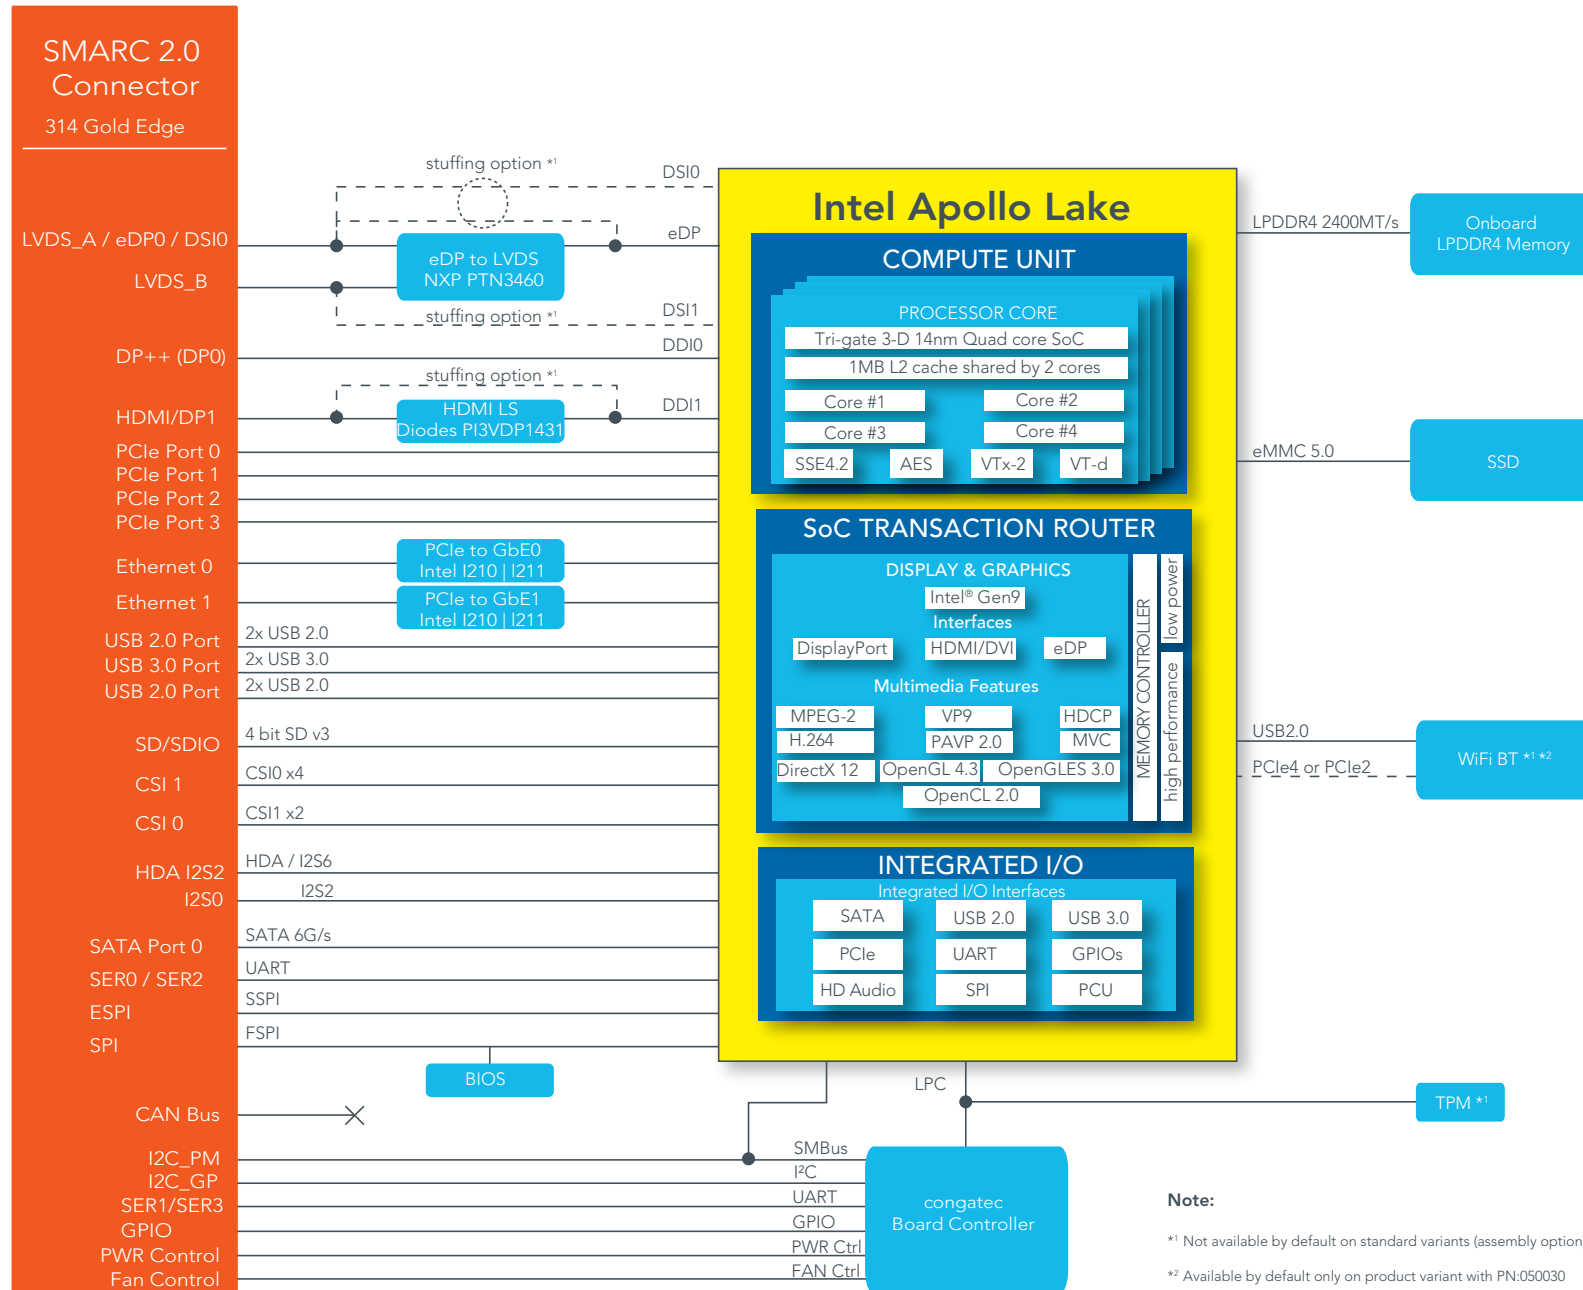 SMARC 2.0
Connector
314 Gold Edge
LVDS_A / eDP0 / DSI0
LVDS_B
DP++ (DP0)
HDMI/DP1
PCIe Port 0
PCIe Port 1
PCIe Port 2
PCIe Port 3
Ethernet 0
Ethernet 1
USB 2.0 Port
USB 3.0 Port
USB 2.0 Port
SD/SDIO
CSI 1
CSI 0
HDA I2S2
I2S0
SATA Port 0
SER0 / SER2
ESPI
SPI
CAN Bus
I2C_PM
I2C_GP
SER1/SER3
GPIO
PWR Control
Fan Control
stuffing option *1
DSI0
eDP
eDP to LVDS
NXP PTN3460
stuffing option *1
DSI1
DDI0
stuffing option *1
HDMI LS
Diodes PI3VDP1431
DDI1
PCIe to GbE0
Intel I210 | I211
PCIe to GbE1
Intel I210 | I211
2x USB 2.0
2x USB 3.0
2x USB 2.0
4 bit SD v3
CSI0 x4
CSI1 x2
HDA / I2S6
I2S2
SATA 6G/s
UART
SSPI
FSPI
BIOS
Intel Apollo Lake
COMPUTE UNIT
PROCESSOR CORE
Tri-gate 3-D 14nm Quad core SoC
1MB L2 cache shared by 2 cores
Core #1
Core #2
Core #3
Core #4
SSE4.2
AES
VTx-2
VT-d
SoC TRANSACTION ROUTER
DISPLAY & GRAPHICS
Intel® Gen9
Interfaces
DisplayPort
HDMI/DVI
eDP
Multimedia Features
MPEG-2
VP9
HDCP
H.264
PAVP 2.0
MVC
DirectX 12
OpenGL 4.3
OpenGLES 3.0
OpenCL 2.0
MEMORY CONTROLLER
low power
high performance
INTEGRATED I/O
Integrated I/O Interfaces
SATA
USB 2.0
USB 3.0
PCIe
UART
GPIOs
HD Audio
SPI
PCU
LPC
SMBus
I²C
UART
GPIO
PWR Ctrl
FAN Ctrl
congatec
Board Controller
LPDDR4 2400MT/s
Onboard
LPDDR4 Memory
eMMC 5.0
SSD
USB2.0
PCIe4 or PCIe2
WiFi BT *1 *2
TPM *1
Note:
*1 Not available by default on standard variants (assembly option
*2 Available by default only on product variant with PN:050030